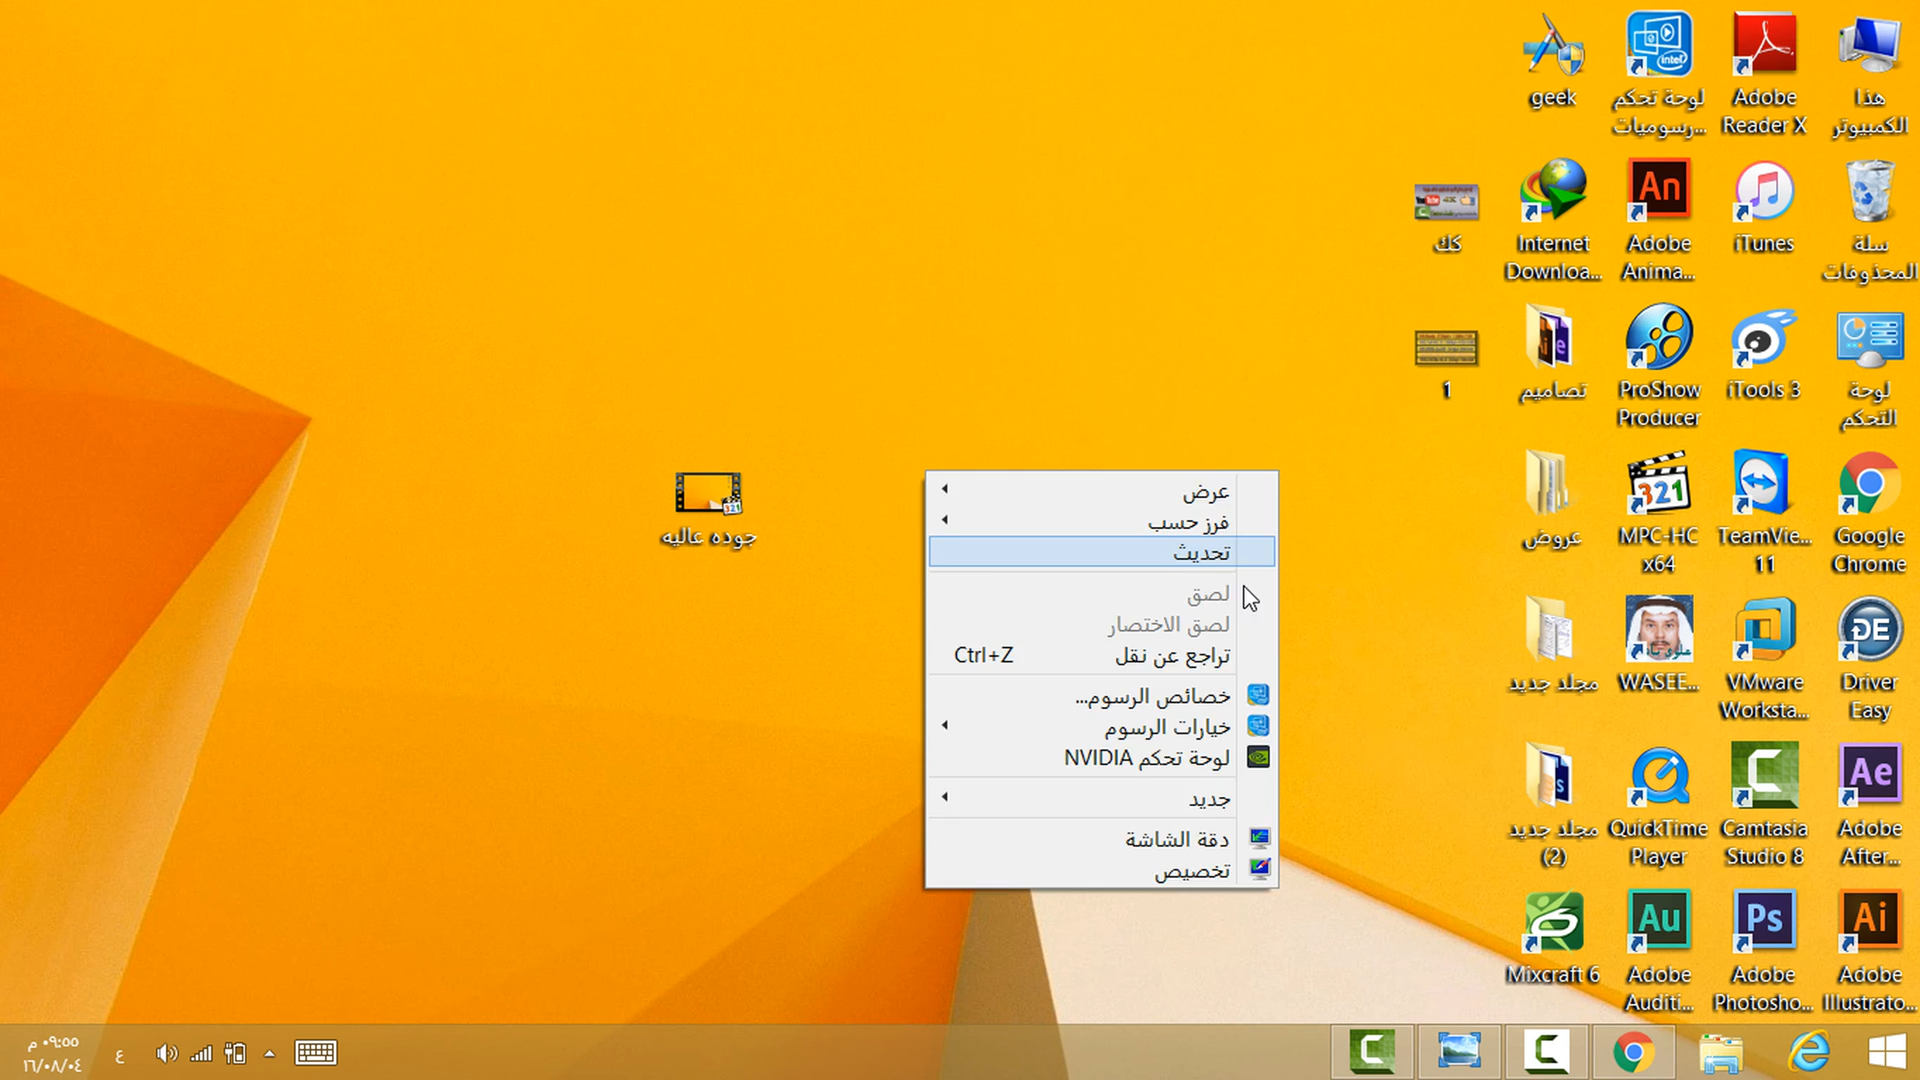 هذا
الكمبيوتر
Adobe
Reader X
لوحة تحكم
رسوميات...
geek
سلة
المحذوفات
iTunes
Adobe
Anima...
Internet
Downloa...
كك
لوحة
التحكم
iTools 3
ProShow
Producer
تصاميم
1
Google
Chrome
TeamVie...
11
MPC-HC
x64
عروض
جوده عاليه
Driver
Easy
VMware
Worksta...
WASEE...
مجلد جديد
Adobe
After...
Camtasia
Studio 8
QuickTime
Player
مجلد جديد
(2)
Adobe
Illustrato...
Adobe
Photosho...
Adobe
Auditi...
Mixcraft 6
عرض
فرز حسب
تحديث
لصق
لصق الاختصار
تراجع عن نقل Ctrl+Z
خصائص الرسوم...
خيارات الرسوم
لوحة تحكم NVIDIA
جديد
دقة الشاشة
تخصيص
ع
٠٩:٥٥ م
١٦/٠٨/٠٤